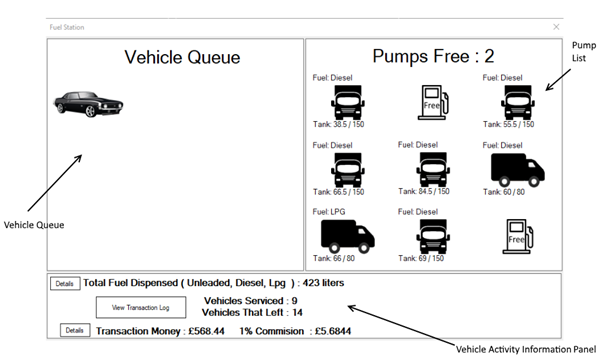 Fuel Station
Vehicle Queue
Pumps Free : 2
Pump
List
Fuel: Diesel
Fuel: Diesel
Free
Tank: 38.5 / 150
Tank: 55.5 / 150
Fuel: Diesel
Fuel: Diesel
Fuel: Diesel
Tank: 66.5 / 150
Tank: 84.5 / 150
Tank: 60 / 80
Vehicle Queue
Fuel: LPG
Fuel: Diesel
Free
Tank: 66 / 80
Tank: 69 / 150
Details
Total Fuel Dispensed ( Unleaded, Diesel, Lpg ) : 423 liters
View Transaction Log
Vehicles Serviced : 9
Vehicles That Left : 14
Details
Transaction Money : £568.44
1% Commision : £5.6844
Vehicle Activity Information Panel